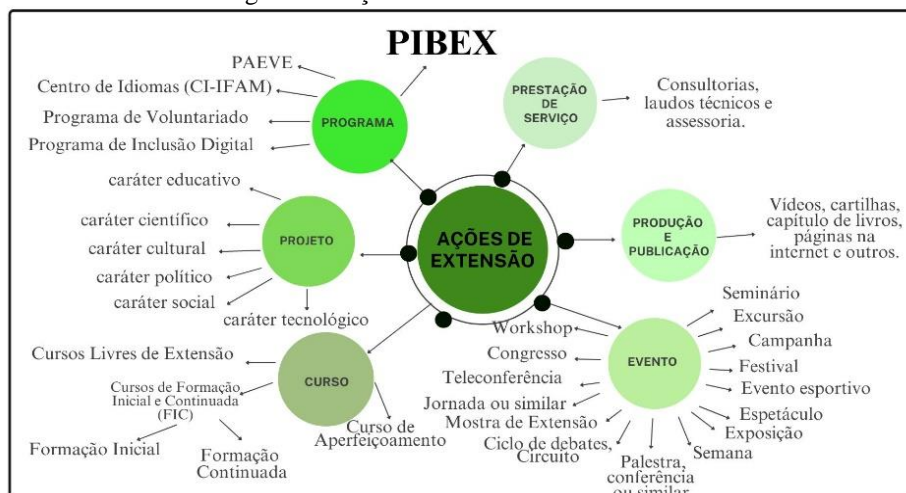 PIBEX
PAEVE
Centro de Idiomas (CI-IFAM)
Programa de Voluntariado
Programa de Inclusão Digital
PROGRAMA
PRESTAÇÃO
DE
SERVIÇO
Consultorias,
laudos técnicos e
assessoria.
caráter educativo
caráter científico
caráter cultural
caráter político
caráter social
caráter tecnológico
PROJETO
AÇÕES DE
EXTENSÃO
PRODUÇÃO
E
PUBLICAÇÃO
Vídeos, cartilhas,
capítulo de livros,
páginas na
internet e outros.
Cursos Livres de Extensão
Cursos de Formação
Inicial e Continuada
(FIC)
Formação Inicial
Formação
Continuada
CURSO
Curso de
Aperfeiçoamento
Workshop
Congresso
Teleconferência
Jornada ou similar
Mostra de Extensão
Ciclo de debates,
Circuito
Palestra,
conferência
ou similar
EVENTO
Seminário
Excursão
Campanha
Festival
Evento esportivo
Espetáculo
Exposição
Semana